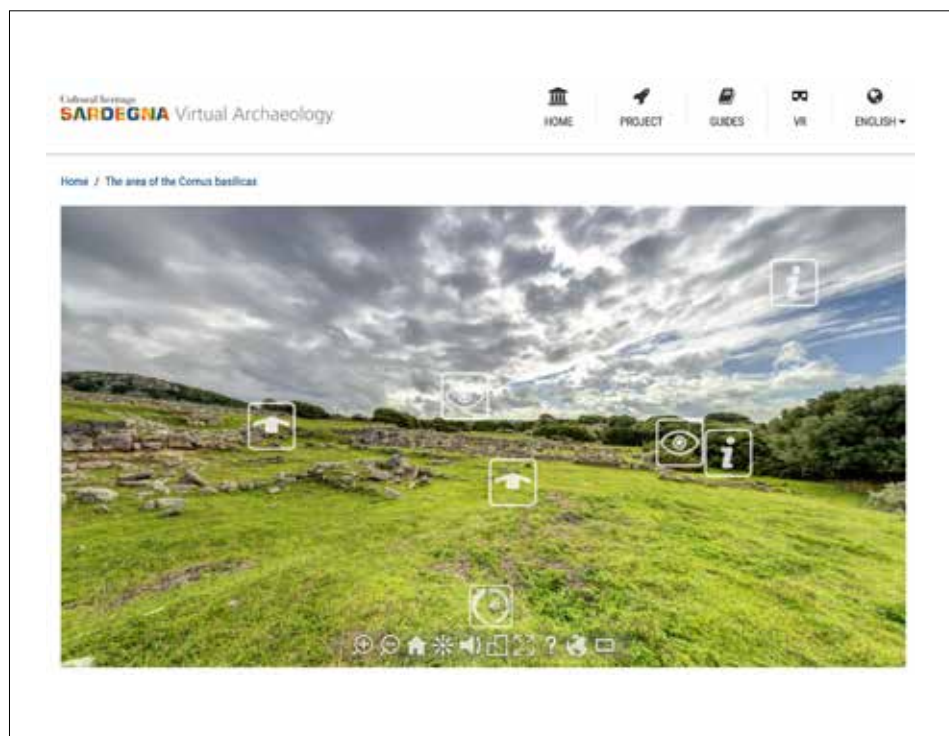 Cultural heritage
SARDEGNA Virtual Archaeology
HOME
PROJECT
GUIDES
VR
ENGLISH
Home / The area of the Cornus basilicas
i
i
?